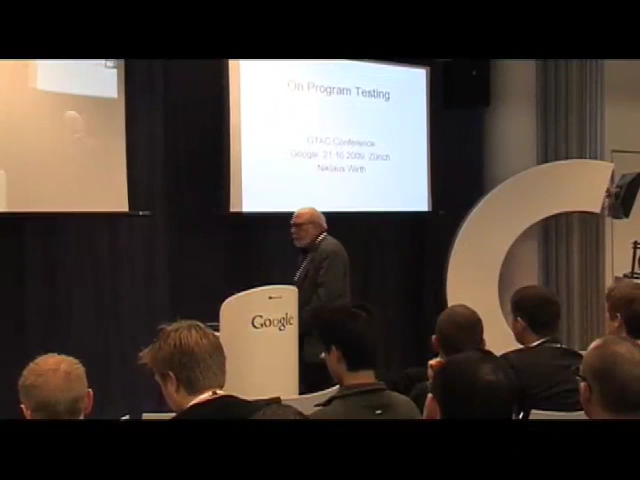 On Program Testing
GTAC Conference
Google, 21.10.2009, Zürich
Niklaus Wirth
Google